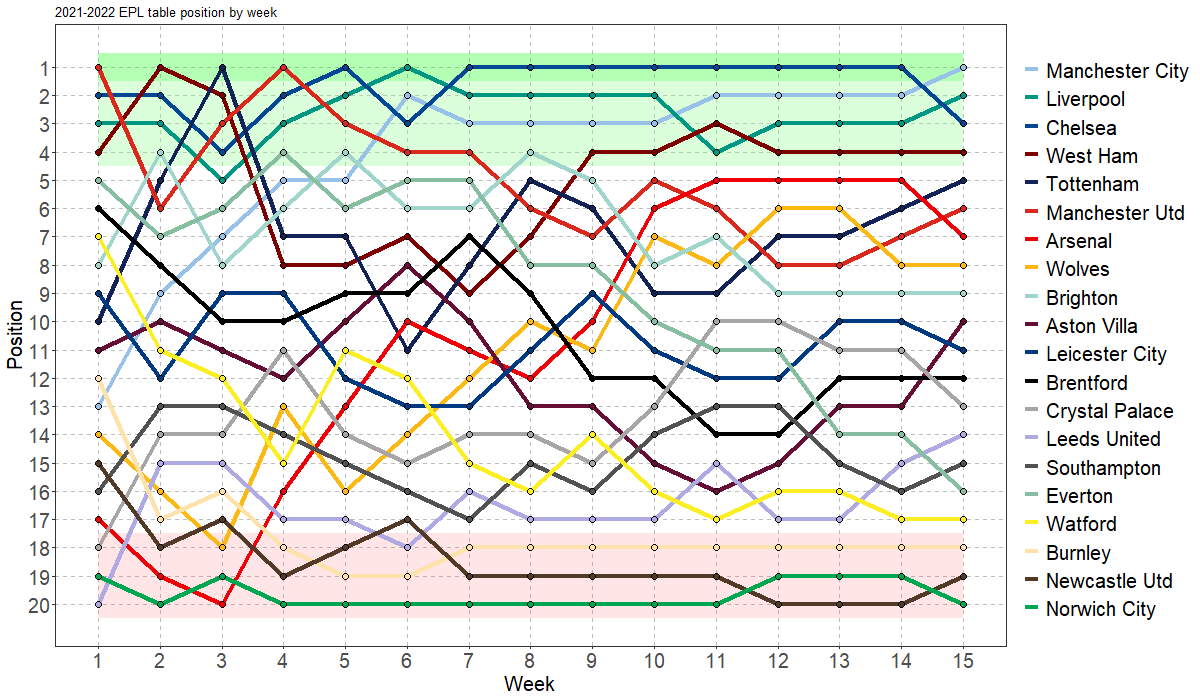 2021-2022 EPL table position by week
Position
1
2
3
4
5
6
7
8
9
10
11
12
13
14
15
16
17
18
19
20
1 2 3 4 5 6 7 8 9 10 11 12 13 14 15
Week
Manchester City
Liverpool
Chelsea
West Ham
Tottenham
Manchester Utd
Arsenal
Wolves
Brighton
Aston Villa
Leicester City
Brentford
Crystal Palace
Leeds United
Southampton
Everton
Watford
Burnley
Newcastle Utd
Norwich City